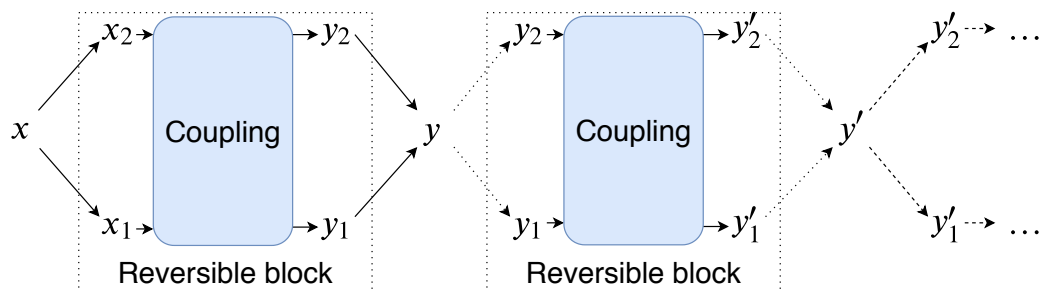 x₂ y₂ y₂ y′₂ y′₂ …
x Coupling y Coupling y′
x₁ y₁ y₁ y′₁ y′₁ …
Reversible block Reversible block